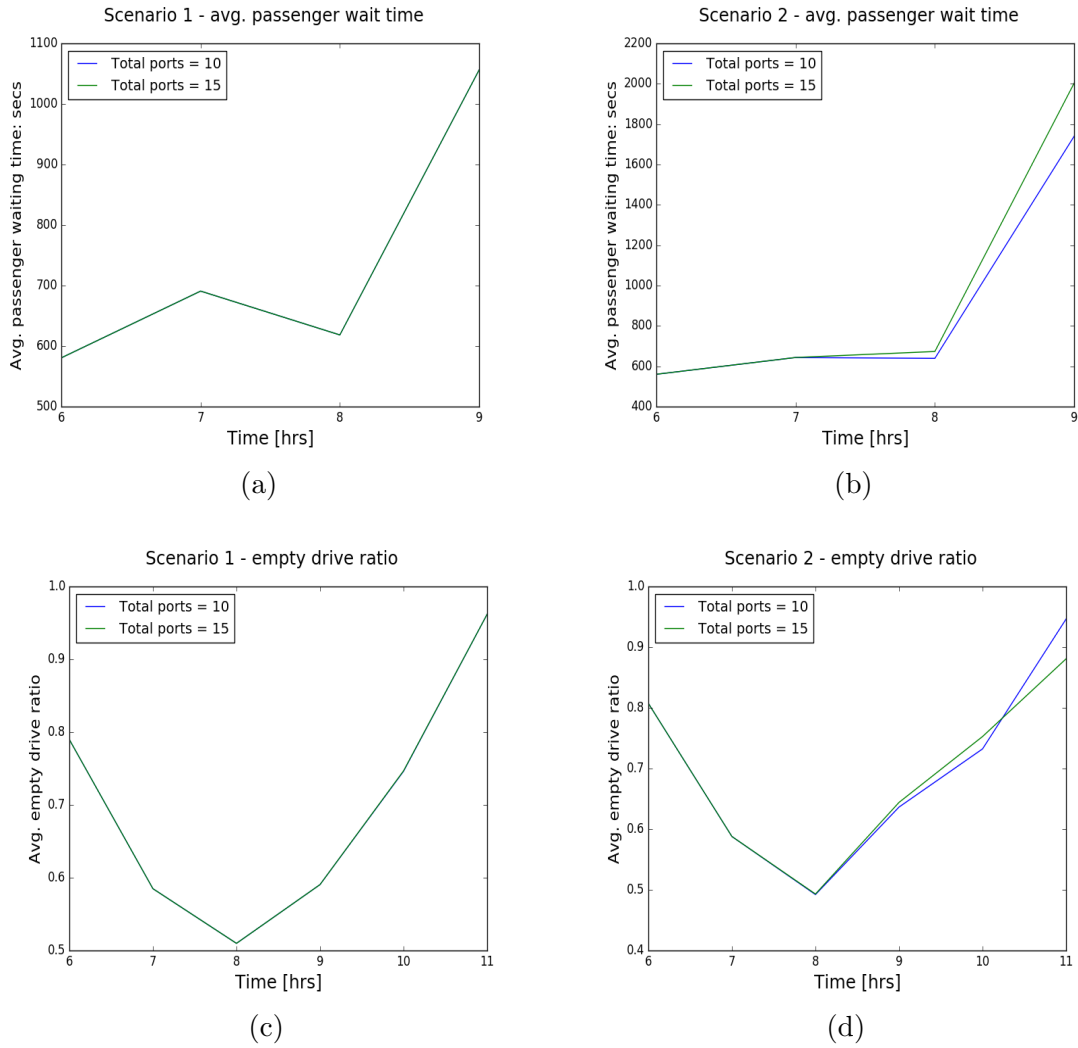 Scenario 1 - avg. passenger wait time
1100
1000
900
800
700
600
500
Avg. passenger waiting time: secs
Total ports = 10
Total ports = 15
6 7 8 9
Time [hrs]
(a)
Scenario 2 - avg. passenger wait time
2200
2000
1800
1600
1400
1200
1000
800
600
400
Avg. passenger waiting time: secs
Total ports = 10
Total ports = 15
6 7 8 9
Time [hrs]
(b)
Scenario 1 - empty drive ratio
1.0
0.9
0.8
0.7
0.6
0.5
Avg. empty drive ratio
Total ports = 10
Total ports = 15
6 7 8 9 10 11
Time [hrs]
(c)
Scenario 2 - empty drive ratio
1.0
0.9
0.8
0.7
0.6
0.5
0.4
Avg. empty drive ratio
Total ports = 10
Total ports = 15
6 7 8 9 10 11
Time [hrs]
(d)